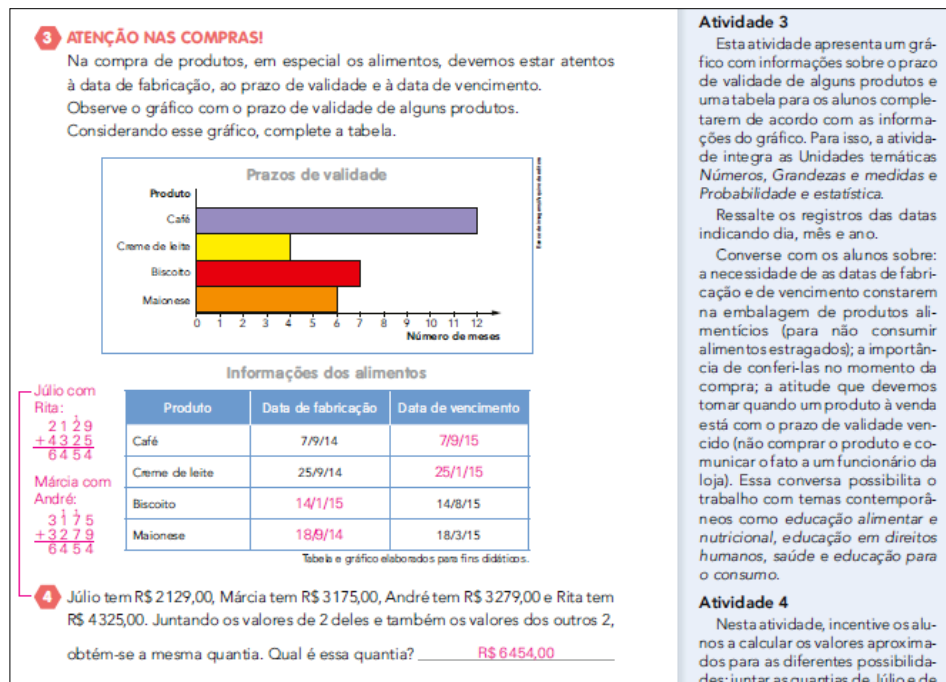 3 ATENÇÃO NAS COMPRAS!
Na compra de produtos, em especial os alimentos, devemos estar atentos
à data de fabricação, ao prazo de validade e à data de vencimento.
Observe o gráfico com o prazo de validade de alguns produtos.
Considerando esse gráfico, complete a tabela.
Prazos de validade
Produto
Café
Creme de leite
Biscoito
Maionese
0 1 2 3 4 5 6 7 8 9 10 11 12
Número de meses
Informações dos alimentos
Produto Data de fabricação Data de vencimento
Café 7/9/14 7/9/15
Creme de leite 25/9/14 25/1/15
Biscoito 14/1/15 14/8/15
Maionese 18/9/14 18/3/15
Tabela e gráfico elaborados para fins didáticos.
Júlio com
Rita:
1
2129
+4325
6454
Márcia com
André:
1 1
3175
+3279
6454
4 Júlio tem R$ 2129,00, Márcia tem R$ 3175,00, André tem R$ 3279,00 e Rita tem
R$ 4325,00. Juntando os valores de 2 deles e também os valores dos outros 2,
obtém-se a mesma quantia. Qual é essa quantia? R$ 6454,00
Atividade 3
Esta atividade apresenta um grá-
fico com informações sobre o prazo
de validade de alguns produtos e
uma tabela para os alunos comple-
tarem de acordo com as informa-
ções do gráfico. Para isso, a ativida-
de integra as Unidades temáticas
Números, Grandezas e medidas e
Probabilidade e estatística.
Ressalte os registros das datas
indicando dia, mês e ano.
Converse com os alunos sobre:
a necessidade de as datas de fabri-
cação e de vencimento constarem
na embalagem de produtos ali-
mentícios (para não consumir
alimentos estragados); a importân-
cia de conferi-las no momento da
compra; a atitude que devemos
tomar quando um produto à venda
está com o prazo de validade ven-
cido (não comprar o produto e co-
municar o fato a um funcionário da
loja). Essa conversa possibilita o
trabalho com temas contemporâ-
neos como educação alimentar e
nutricional, educação em direitos
humanos, saúde e educação para
o consumo.
Atividade 4
Nesta atividade, incentive os alu-
nos a calcular os valores aproxima-
dos para as diferentes possibilida-
des: juntar as quantias de Júlio e de